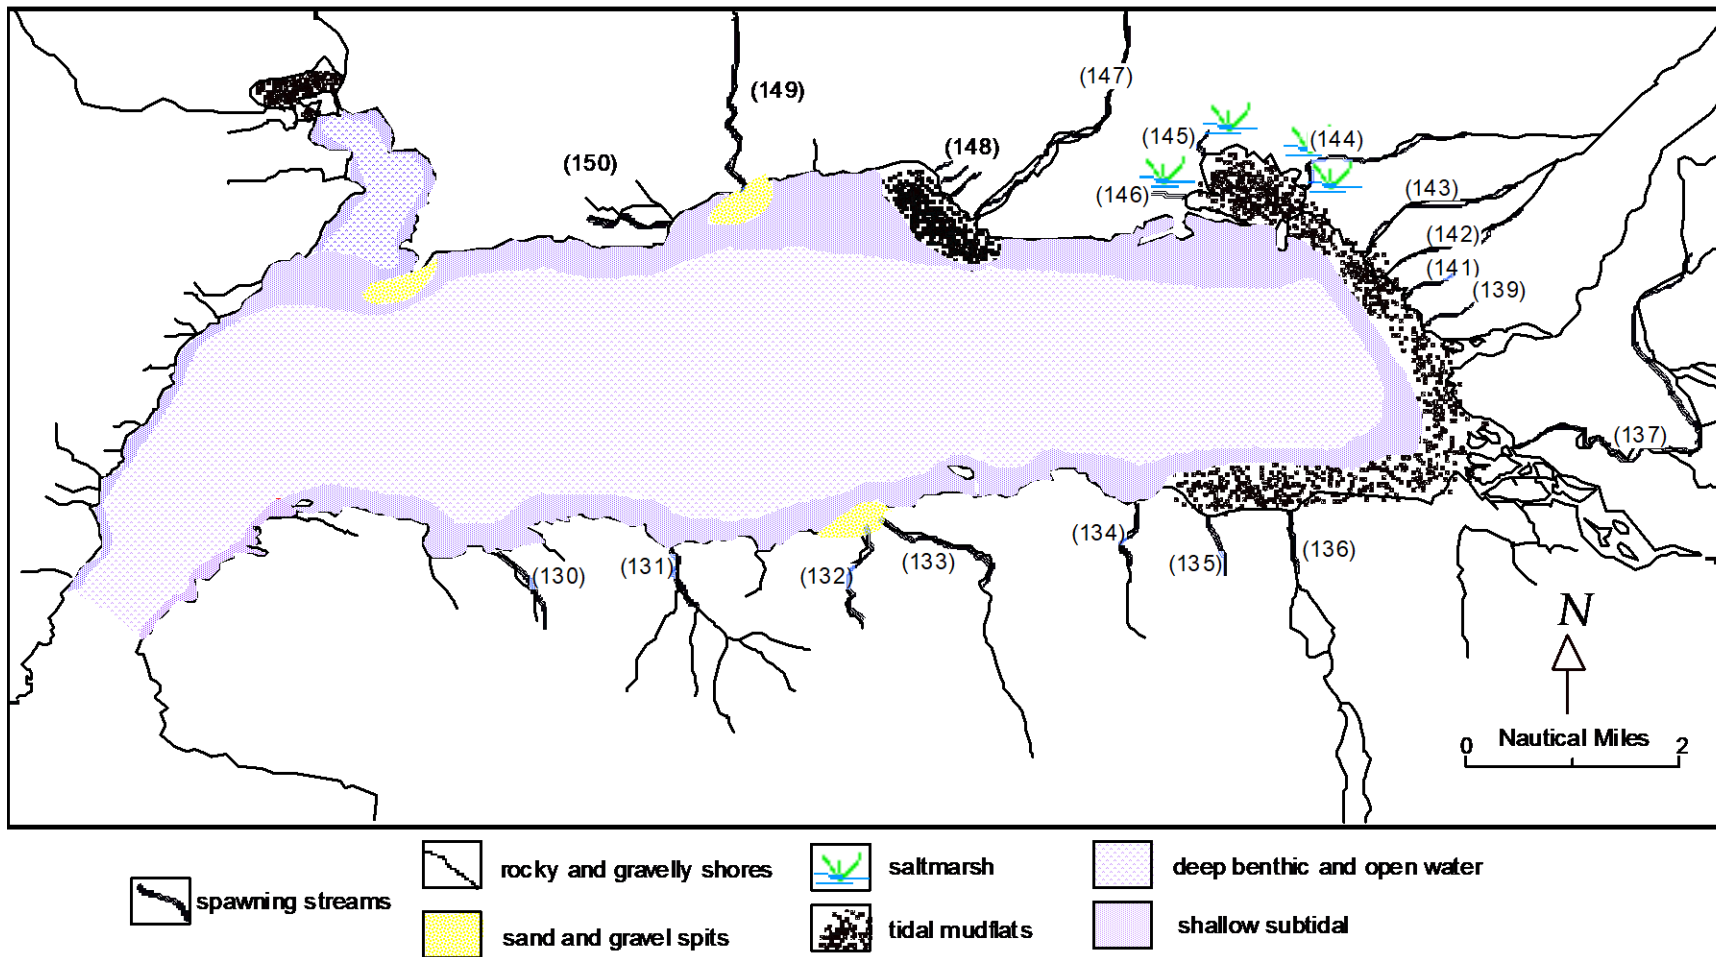 (147)
(149)
(145)
(144)
(148)
(150)
(146)
(143)
(142)
(141)
(139)
(137)
(134)
(136)
(133)
(135)
(131)
(132)
(130)
N
0 Nautical Miles 2
rocky and gravelly shores
saltmarsh
deep benthic and open water
spawning streams
sand and gravel spits
tidal mudflats
shallow subtidal